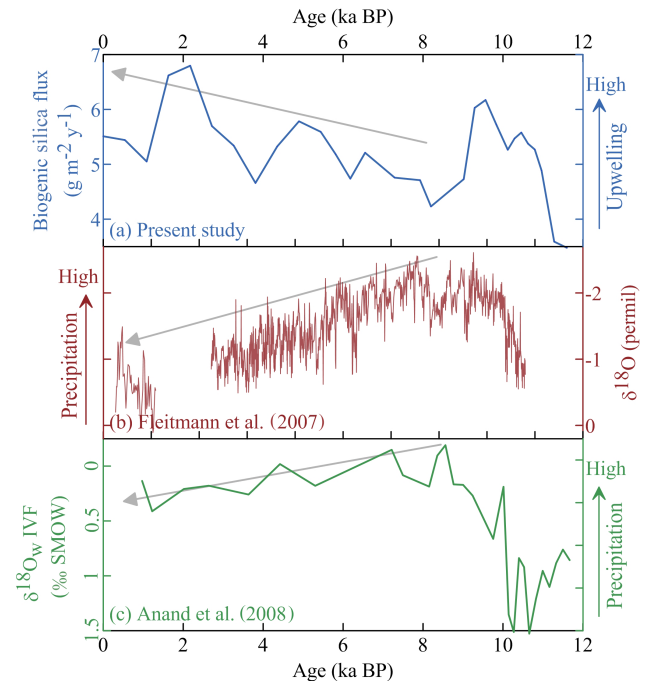 Age (ka BP)
0 2 4 6 8 10 12
7
6
5
4
Biogenic silica flux
(g m-2 y-1)
High
Upwelling
(a) Present study
High
Precipitation
-2
-1
0
δ18O (permil)
(b) Fleitmann et al. (2007)
0
0.5
1
1.5
δ18OW IVF
(‰ SMOW)
High
Precipitation
(c) Anand et al. (2008)
0 2 4 6 8 10 12
Age (ka BP)